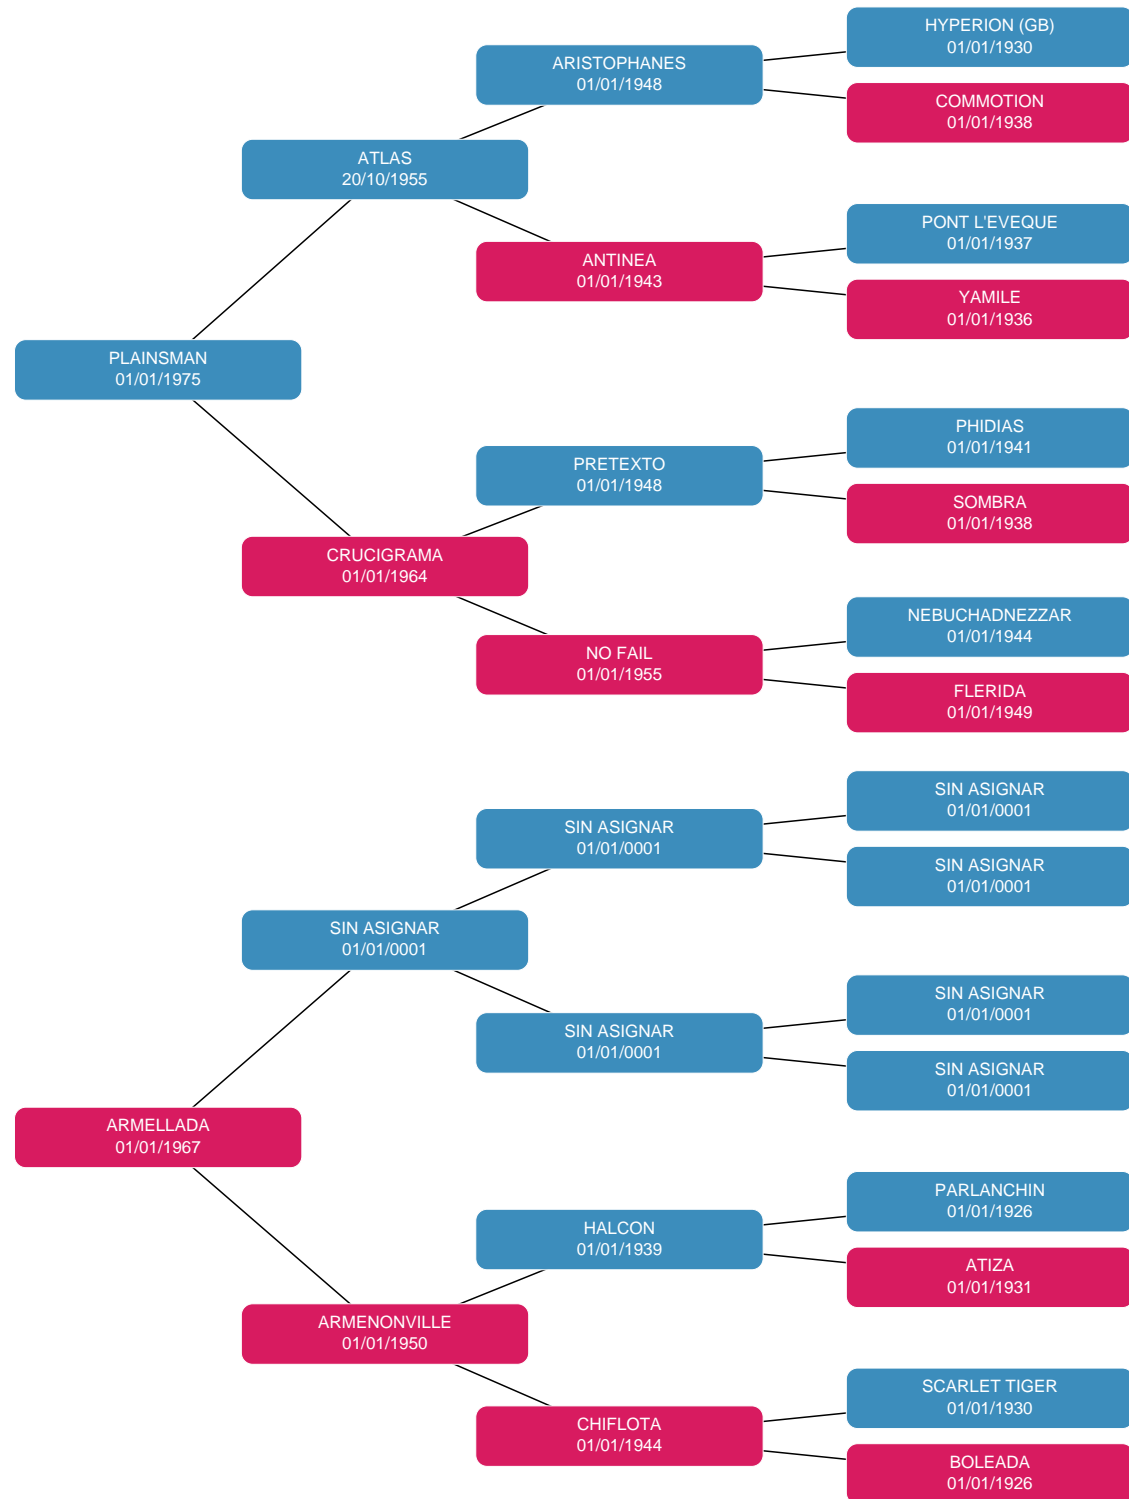 HYPERION (GB)
01/01/1930
ARISTOPHANES
01/01/1948
COMMOTION
01/01/1938
ATLAS
20/10/1955
PONT L'EVEQUE
01/01/1937
ANTINEA
01/01/1943
YAMILE
01/01/1936
PLAINSMAN
01/01/1975
PHIDIAS
01/01/1941
PRETEXTO
01/01/1948
SOMBRA
01/01/1938
CRUCIGRAMA
01/01/1964
NEBUCHADNEZZAR
01/01/1944
NO FAIL
01/01/1955
FLERIDA
01/01/1949
SIN ASIGNAR
01/01/0001
SIN ASIGNAR
01/01/0001
SIN ASIGNAR
01/01/0001
SIN ASIGNAR
01/01/0001
SIN ASIGNAR
01/01/0001
SIN ASIGNAR
01/01/0001
SIN ASIGNAR
01/01/0001
ARMELLADA
01/01/1967
PARLANCHIN
01/01/1926
HALCON
01/01/1939
ATIZA
01/01/1931
ARMENONVILLE
01/01/1950
SCARLET TIGER
01/01/1930
CHIFLOTA
01/01/1944
BOLEADA
01/01/1926